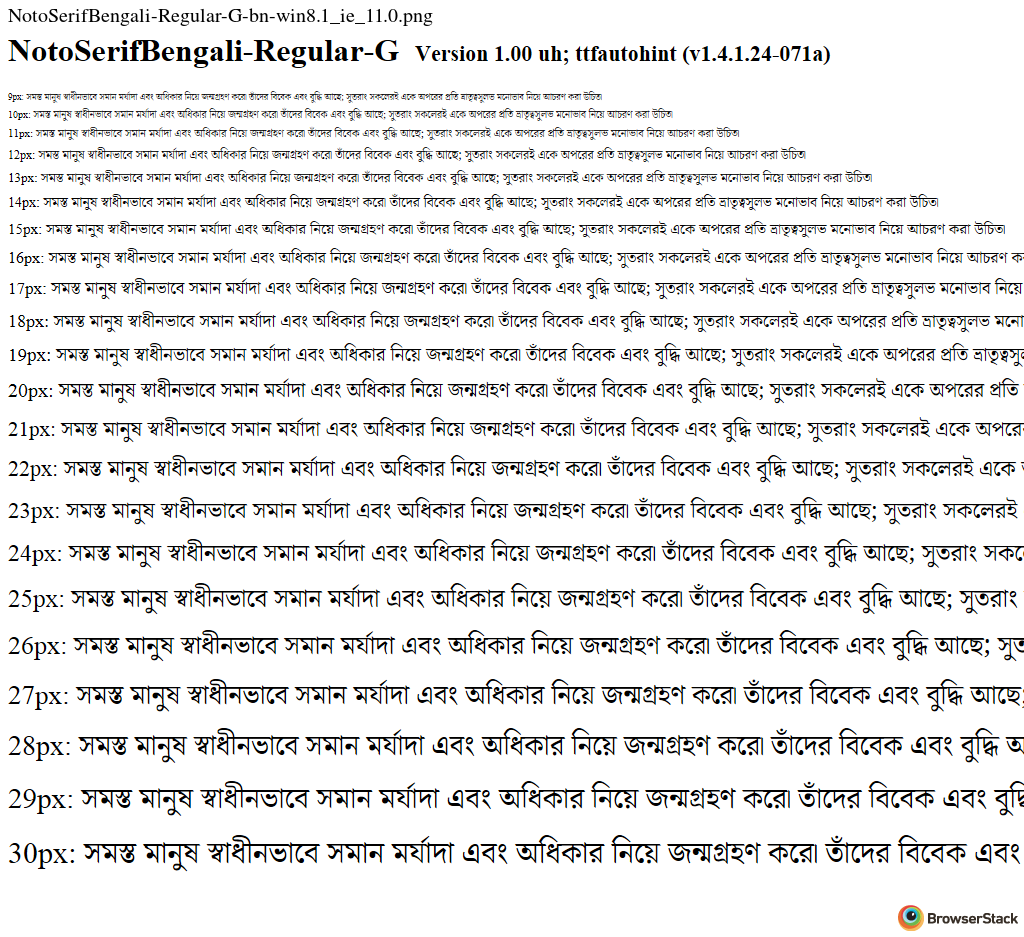 NotoSerifBengali-Regular-G-bn-win8.1_ie_11.0.png
NotoSerifBengali-Regular-G Version 1.00 uh; ttfautohint (v1.4.1.24-071a)
9px: সমস্ত মানুষ স্বাধীনভাবে সমান মর্যাদা এবং অধিকার নিয়ে জন্মগ্রহণ করে৷ তাঁদের বিবেক এবং বুদ্ধি আছে; সুতরাং সকলেরই একে অপরের প্রতি ভ্রাতৃত্বসুলভ মনোভাব নিয়ে আচরণ করা উচিত৷
10px: সমস্ত মানুষ স্বাধীনভাবে সমান মর্যাদা এবং অধিকার নিয়ে জন্মগ্রহণ করে৷ তাঁদের বিবেক এবং বুদ্ধি আছে; সুতরাং সকলেরই একে অপরের প্রতি ভ্রাতৃত্বসুলভ মনোভাব নিয়ে আচরণ করা উচিত৷
11px: সমস্ত মানুষ স্বাধীনভাবে সমান মর্যাদা এবং অধিকার নিয়ে জন্মগ্রহণ করে৷ তাঁদের বিবেক এবং বুদ্ধি আছে; সুতরাং সকলেরই একে অপরের প্রতি ভ্রাতৃত্বসুলভ মনোভাব নিয়ে আচরণ করা উচিত৷
12px: সমস্ত মানুষ স্বাধীনভাবে সমান মর্যাদা এবং অধিকার নিয়ে জন্মগ্রহণ করে৷ তাঁদের বিবেক এবং বুদ্ধি আছে; সুতরাং সকলেরই একে অপরের প্রতি ভ্রাতৃত্বসুলভ মনোভাব নিয়ে আচরণ করা উচিত৷
13px: সমস্ত মানুষ স্বাধীনভাবে সমান মর্যাদা এবং অধিকার নিয়ে জন্মগ্রহণ করে৷ তাঁদের বিবেক এবং বুদ্ধি আছে; সুতরাং সকলেরই একে অপরের প্রতি ভ্রাতৃত্বসুলভ মনোভাব নিয়ে আচরণ করা উচিত৷
14px: সমস্ত মানুষ স্বাধীনভাবে সমান মর্যাদা এবং অধিকার নিয়ে জন্মগ্রহণ করে৷ তাঁদের বিবেক এবং বুদ্ধি আছে; সুতরাং সকলেরই একে অপরের প্রতি ভ্রাতৃত্বসুলভ মনোভাব নিয়ে আচরণ করা উচিত৷
15px: সমস্ত মানুষ স্বাধীনভাবে সমান মর্যাদা এবং অধিকার নিয়ে জন্মগ্রহণ করে৷ তাঁদের বিবেক এবং বুদ্ধি আছে; সুতরাং সকলেরই একে অপরের প্রতি ভ্রাতৃত্বসুলভ মনোভাব নিয়ে আচরণ করা উচিত৷
16px: সমস্ত মানুষ স্বাধীনভাবে সমান মর্যাদা এবং অধিকার নিয়ে জন্মগ্রহণ করে৷ তাঁদের বিবেক এবং বুদ্ধি আছে; সুতরাং সকলেরই একে অপরের প্রতি ভ্রাতৃত্বসুলভ মনোভাব নিয়ে আচরণ
17px: সমস্ত মানুষ স্বাধীনভাবে সমান মর্যাদা এবং অধিকার নিয়ে জন্মগ্রহণ করে৷ তাঁদের বিবেক এবং বুদ্ধি আছে; সুতরাং সকলেরই একে অপরের প্রতি ভ্রাতৃত্বসুলভ মনোভাব নিয়ে
18px: সমস্ত মানুষ স্বাধীনভাবে সমান মর্যাদা এবং অধিকার নিয়ে জন্মগ্রহণ করে৷ তাঁদের বিবেক এবং বুদ্ধি আছে; সুতরাং সকলেরই একে অপরের প্রতি ভ্রাতৃত্বসুলভ মনো
19px: সমস্ত মানুষ স্বাধীনভাবে সমান মর্যাদা এবং অধিকার নিয়ে জন্মগ্রহণ করে৷ তাঁদের বিবেক এবং বুদ্ধি আছে; সুতরাং সকলেরই একে অপরের প্রতি ভ্রাতৃত্বসু
20px: সমস্ত মানুষ স্বাধীনভাবে সমান মর্যাদা এবং অধিকার নিয়ে জন্মগ্রহণ করে৷ তাঁদের বিবেক এবং বুদ্ধি আছে; সুতরাং সকলেরই একে অপরের প্রতি
21px: সমস্ত মানুষ স্বাধীনভাবে সমান মর্যাদা এবং অধিকার নিয়ে জন্মগ্রহণ করে৷ তাঁদের বিবেক এবং বুদ্ধি আছে; সুতরাং সকলেরই একে অপরে
22px: সমস্ত মানুষ স্বাধীনভাবে সমান মর্যাদা এবং অধিকার নিয়ে জন্মগ্রহণ করে৷ তাঁদের বিবেক এবং বুদ্ধি আছে; সুতরাং সকলেরই একে
23px: সমস্ত মানুষ স্বাধীনভাবে সমান মর্যাদা এবং অধিকার নিয়ে জন্মগ্রহণ করে৷ তাঁদের বিবেক এবং বুদ্ধি আছে; সুতরাং সকলেরই
24px: সমস্ত মানুষ স্বাধীনভাবে সমান মর্যাদা এবং অধিকার নিয়ে জন্মগ্রহণ করে৷ তাঁদের বিবেক এবং বুদ্ধি আছে; সুতরাং সকলে
25px: সমস্ত মানুষ স্বাধীনভাবে সমান মর্যাদা এবং অধিকার নিয়ে জন্মগ্রহণ করে৷ তাঁদের বিবেক এবং বুদ্ধি আছে; সুতরাং
26px: সমস্ত মানুষ স্বাধীনভাবে সমান মর্যাদা এবং অধিকার নিয়ে জন্মগ্রহণ করে৷ তাঁদের বিবেক এবং বুদ্ধি আছে; সুত
27px: সমস্ত মানুষ স্বাধীনভাবে সমান মর্যাদা এবং অধিকার নিয়ে জন্মগ্রহণ করে৷ তাঁদের বিবেক এবং বুদ্ধি আছে;
28px: সমস্ত মানুষ স্বাধীনভাবে সমান মর্যাদা এবং অধিকার নিয়ে জন্মগ্রহণ করে৷ তাঁদের বিবেক এবং বুদ্ধি
29px: সমস্ত মানুষ স্বাধীনভাবে সমান মর্যাদা এবং অধিকার নিয়ে জন্মগ্রহণ করে৷ তাঁদের বিবেক এবং বুদ্ধি
30px: সমস্ত মানুষ স্বাধীনভাবে সমান মর্যাদা এবং অধিকার নিয়ে জন্মগ্রহণ করে৷ তাঁদের বিবেক এবং
BrowserStack